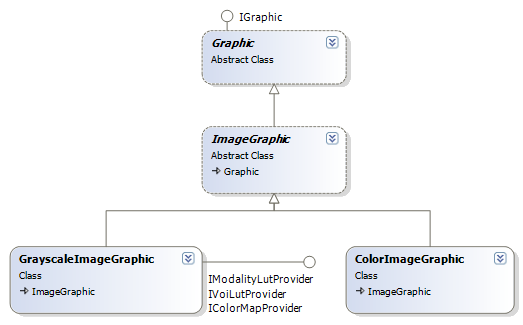 IGraphic
Graphic
Abstract Class
ImageGraphic
Abstract Class
Graphic
GrayscaleImageGraphic
Class
ImageGraphic
IModalityLutProvider
IVoiLutProvider
IColorMapProvider
ColorImageGraphic
Class
ImageGraphic